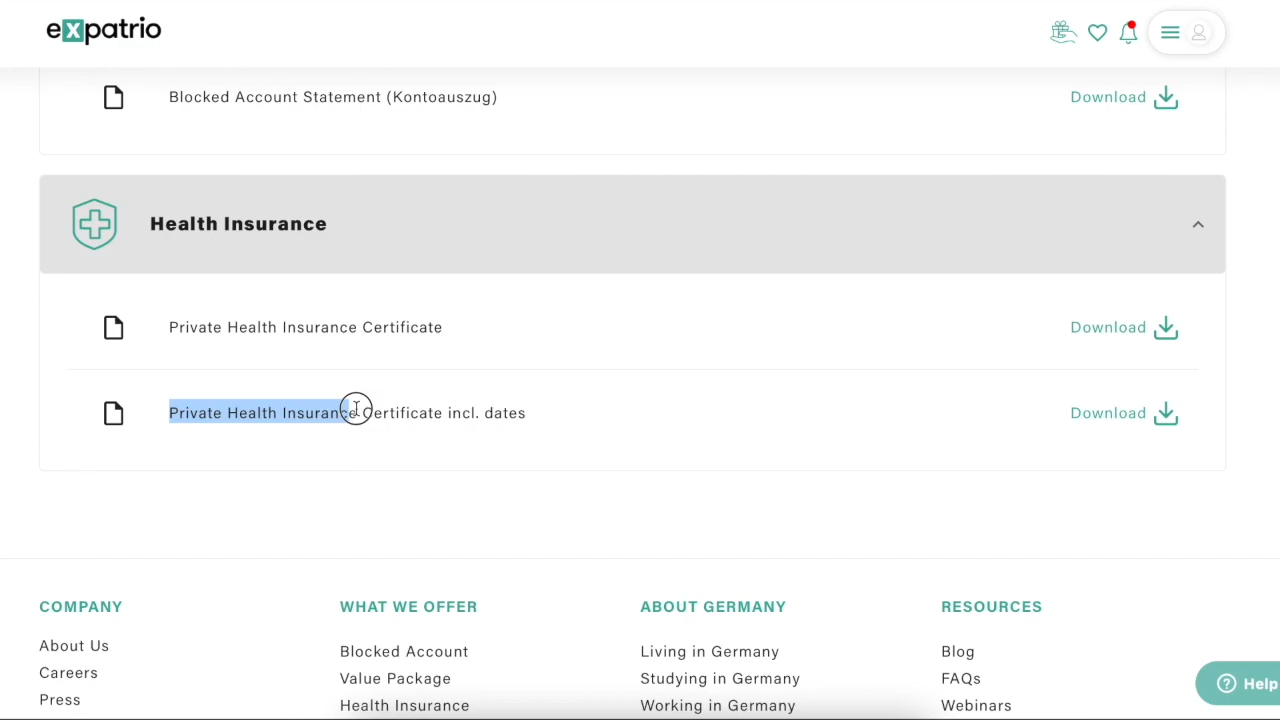 expatrio
Blocked Account Statement (Kontoauszug)
Download
Health Insurance
Private Health Insurance Certificate
Download
Private Health Insurance Certificate incl. dates
Download
COMPANY
About Us
Careers
Press
WHAT WE OFFER
Blocked Account
Value Package
Health Insurance
ABOUT GERMANY
Living in Germany
Studying in Germany
Working in Germany
RESOURCES
Blog
FAQs
Webinars
Help